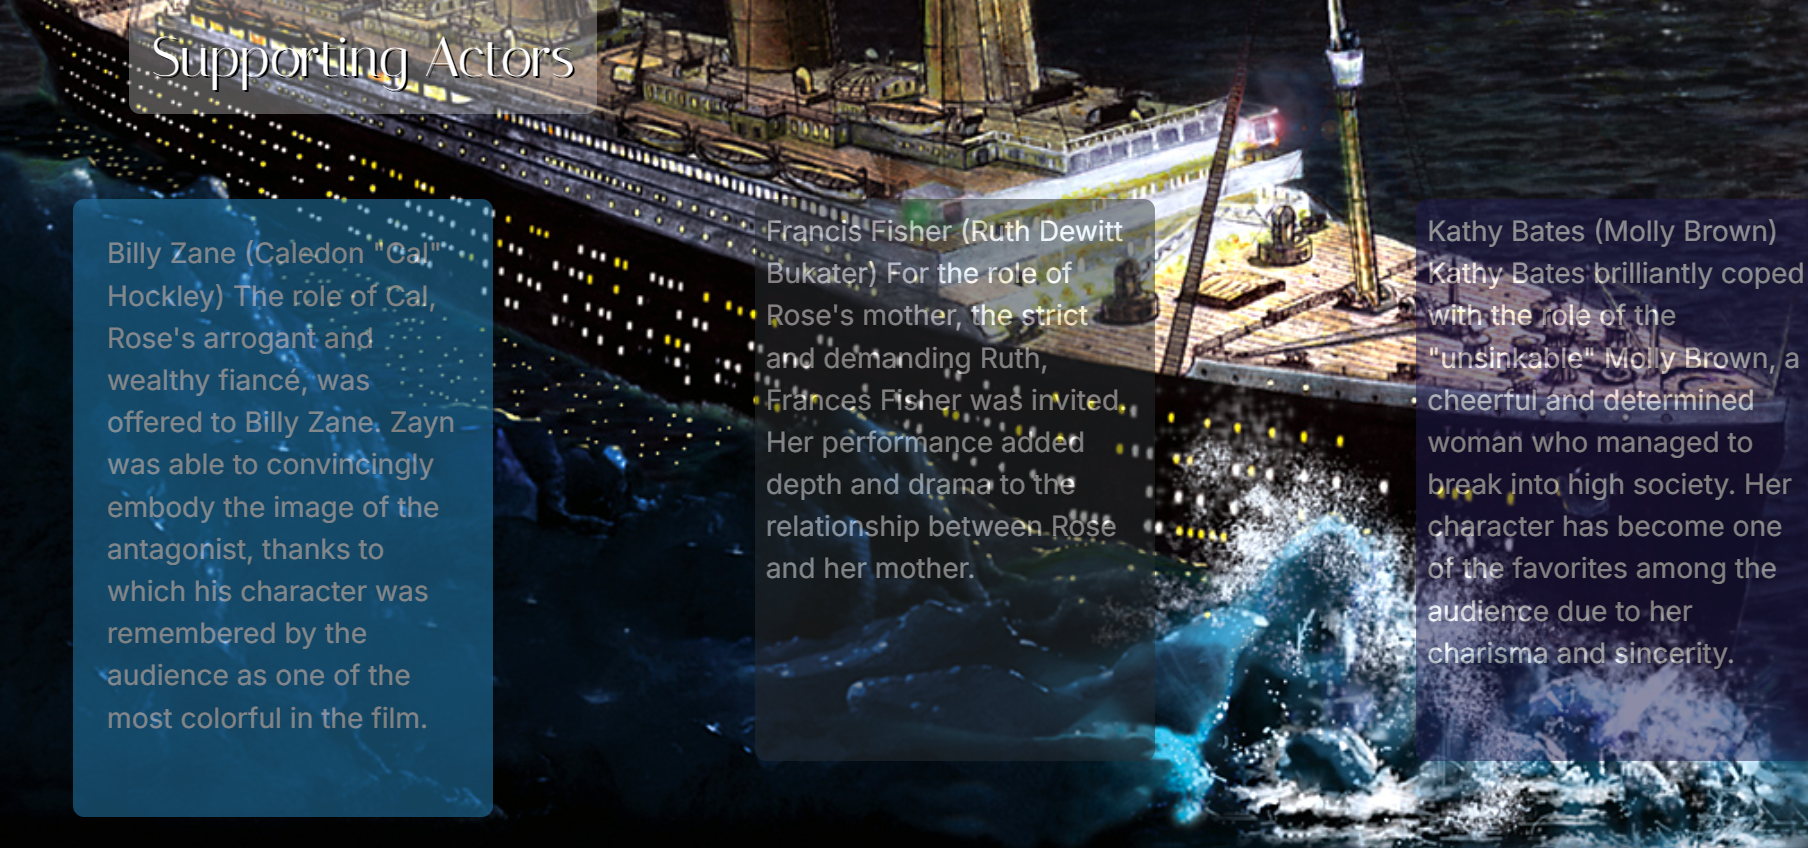 Supporting Actors
Billy Zane (Caledon "Cal"
Hockley) The role of Cal,
Rose's arrogant and
wealthy fiancé, was
offered to Billy Zane. Zayn
was able to convincingly
embody the image of the
antagonist, thanks to
which his character was
remembered by the
audience as one of the
most colorful in the film.
Francis Fisher (Ruth Dewitt
Bukater) For the role of
Rose's mother, the strict
and demanding Ruth,
Frances Fisher was invited.
Her performance added
depth and drama to the
relationship between Rose
and her mother.
Kathy Bates (Molly Brown)
Kathy Bates brilliantly coped
with the role of the
"unsinkable" Molly Brown, a
cheerful and determined
woman who managed to
break into high society. Her
character has become one
of the favorites among the
audience due to her
charisma and sincerity.